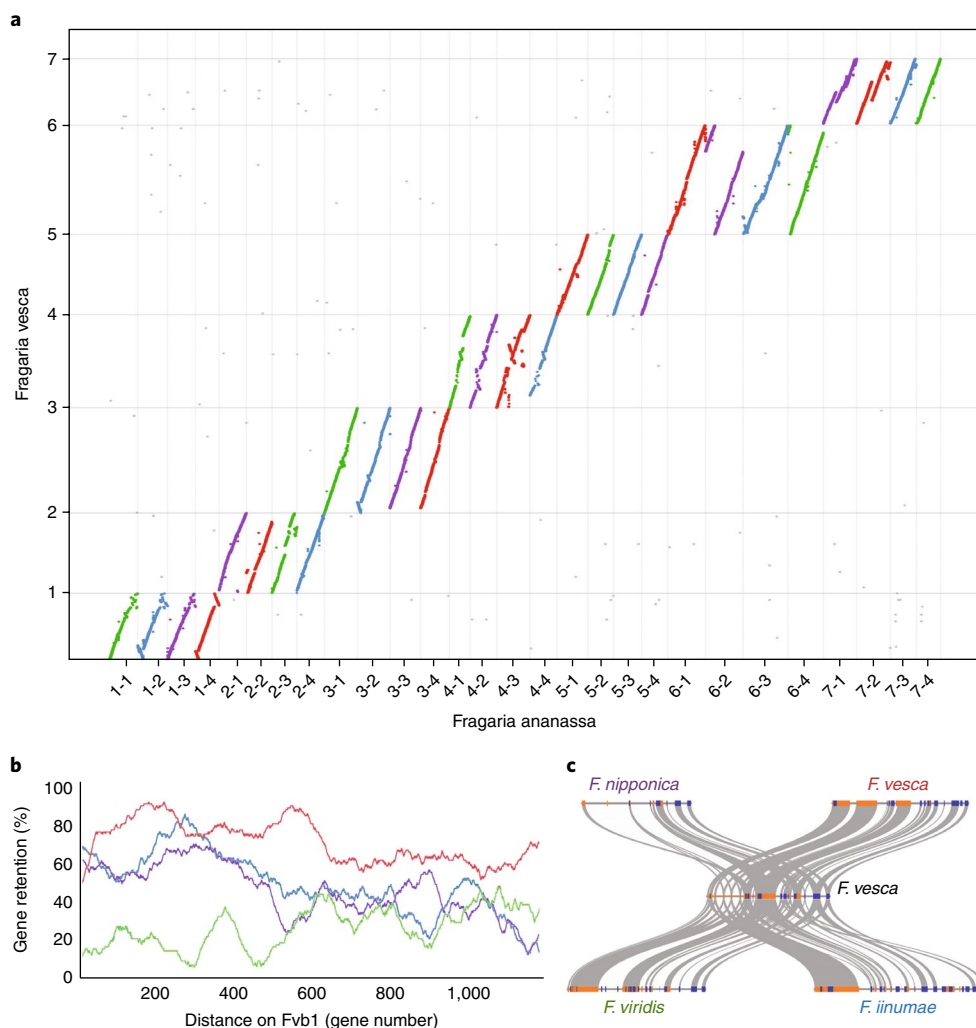 a
7
6
5
4
3
2
1
Fragaria vesca
1-1 1-2 1-3 1-4 2-1 2-2 2-3 2-4 3-1 3-2 3-3 3-4 4-1 4-2 4-3 4-4 5-1 5-2 5-3 5-4 6-1 6-2 6-3 6-4 7-1 7-2 7-3 7-4
Fragaria ananassa
b
100
80
60
40
20
0
Gene retention (%)
200 400 600 800 1,000
Distance on Fvb1 (gene number)
c
F. nipponica F. vesca
F. vesca
F. viridis F. iinumae